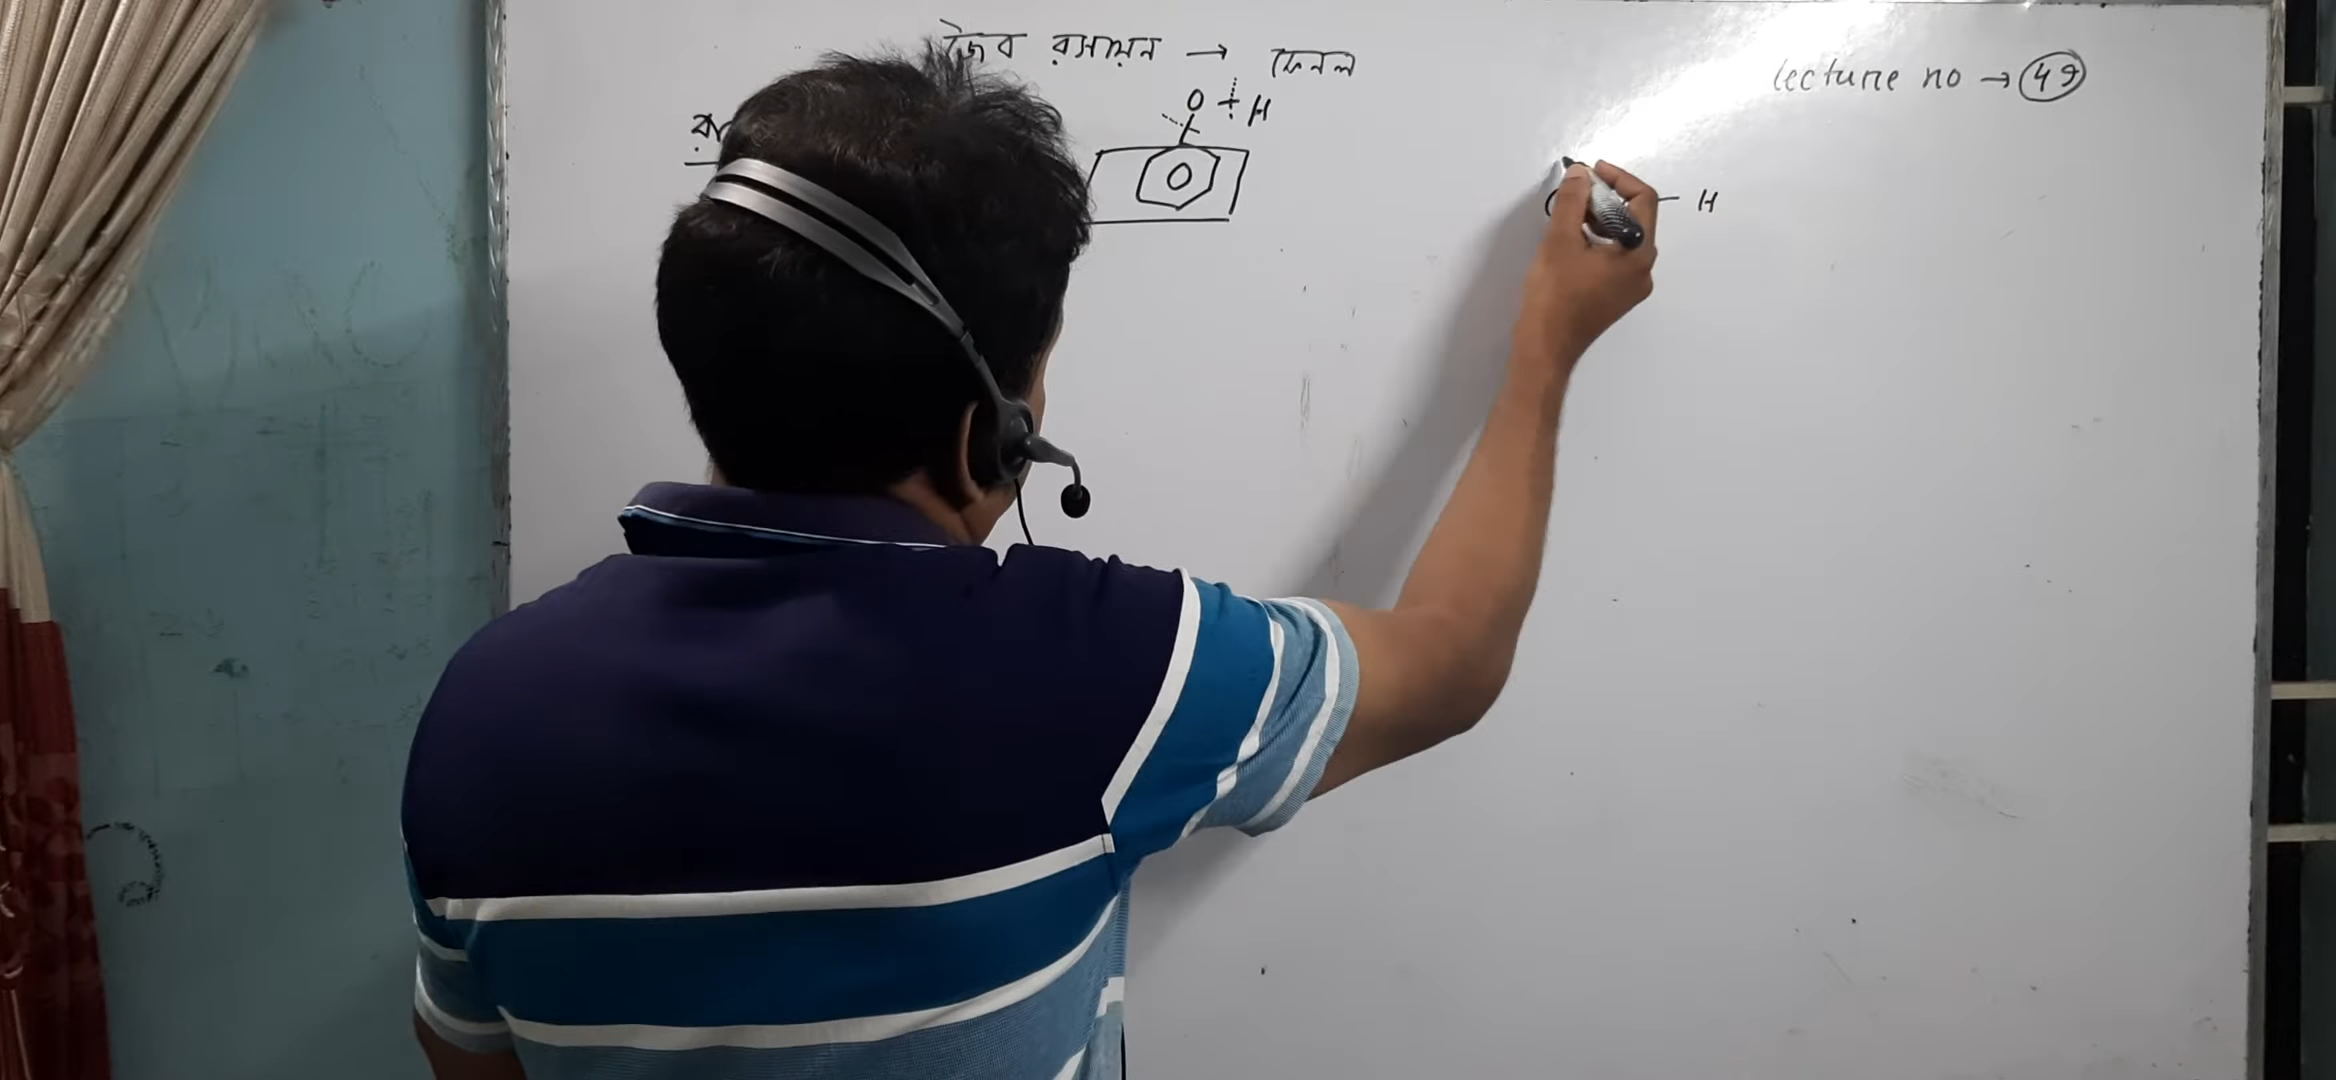 জৈব রসায়ন → ফেনল
lecture no → 49
O H
O
H